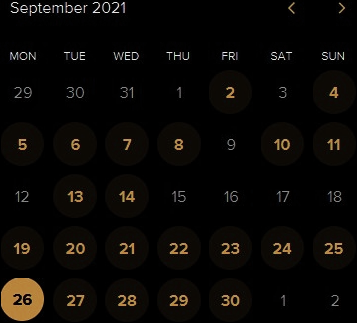 September 2021
MON TUE WED THU FRI SAT SUN
29 30 31 1 2 3 4
5 6 7 8 9 10 11
12 13 14 15 16 17 18
19 20 21 22 23 24 25
26 27 28 29 30 1 2